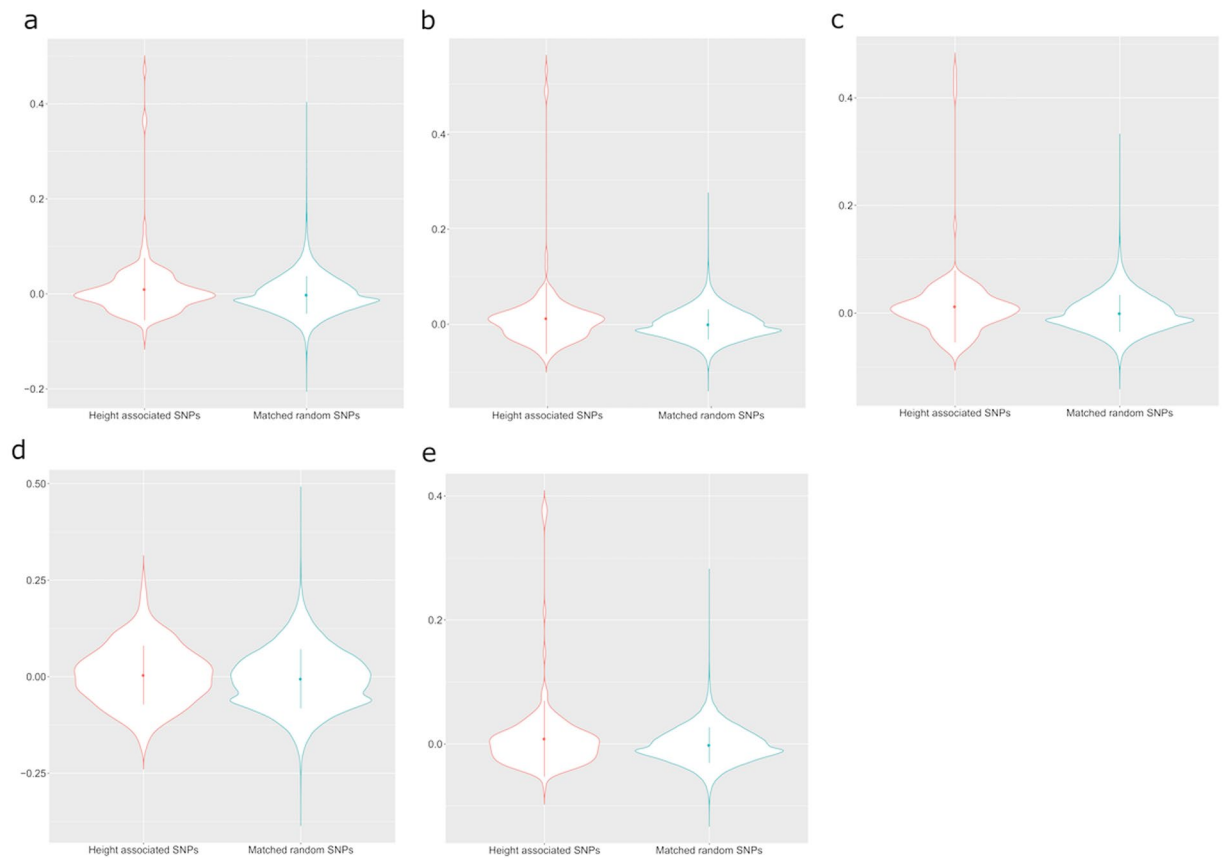 a
b
c
0.4
0.2
0.0
−0.2
Height associated SNPs
Matched random SNPs
0.4
0.2
0.0
Height associated SNPs
Matched random SNPs
0.4
0.2
0.0
Height associated SNPs
Matched random SNPs
d
e
0.50
0.25
0.00
−0.25
Height associated SNPs
Matched random SNPs
0.4
0.2
0.0
Height associated SNPs
Matched random SNPs